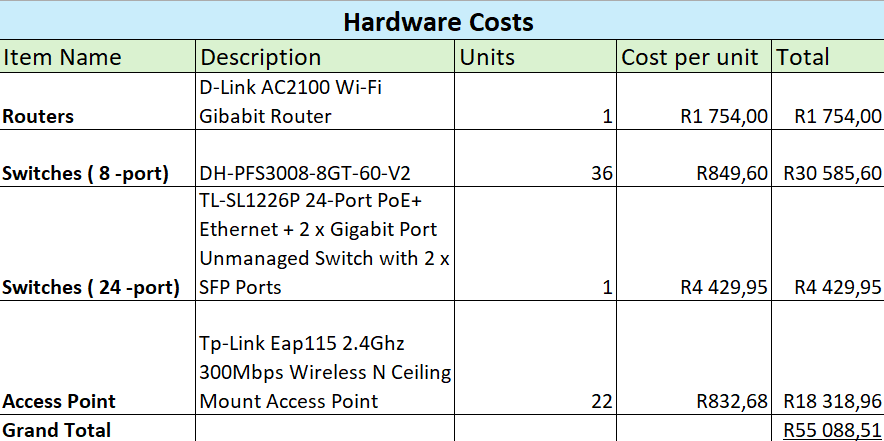 Hardware Costs
Item Name Description Units Cost per unit Total
D-Link AC2100 Wi-Fi
Routers Gibabit Router 1 R1 754,00 R1 754,00
Switches ( 8 -port) DH-PFS3008-8GT-60-V2 36 R849,60 R30 585,60
TL-SL1226P 24-Port PoE+
Ethernet + 2 x Gigabit Port
Unmanaged Switch with 2 x
Switches ( 24 -port) SFP Ports 1 R4 429,95 R4 429,95
Tp-Link Eap115 2.4Ghz
300Mbps Wireless N Ceiling
Access Point Mount Access Point 22 R832,68 R18 318,96
Grand Total R55 088,51